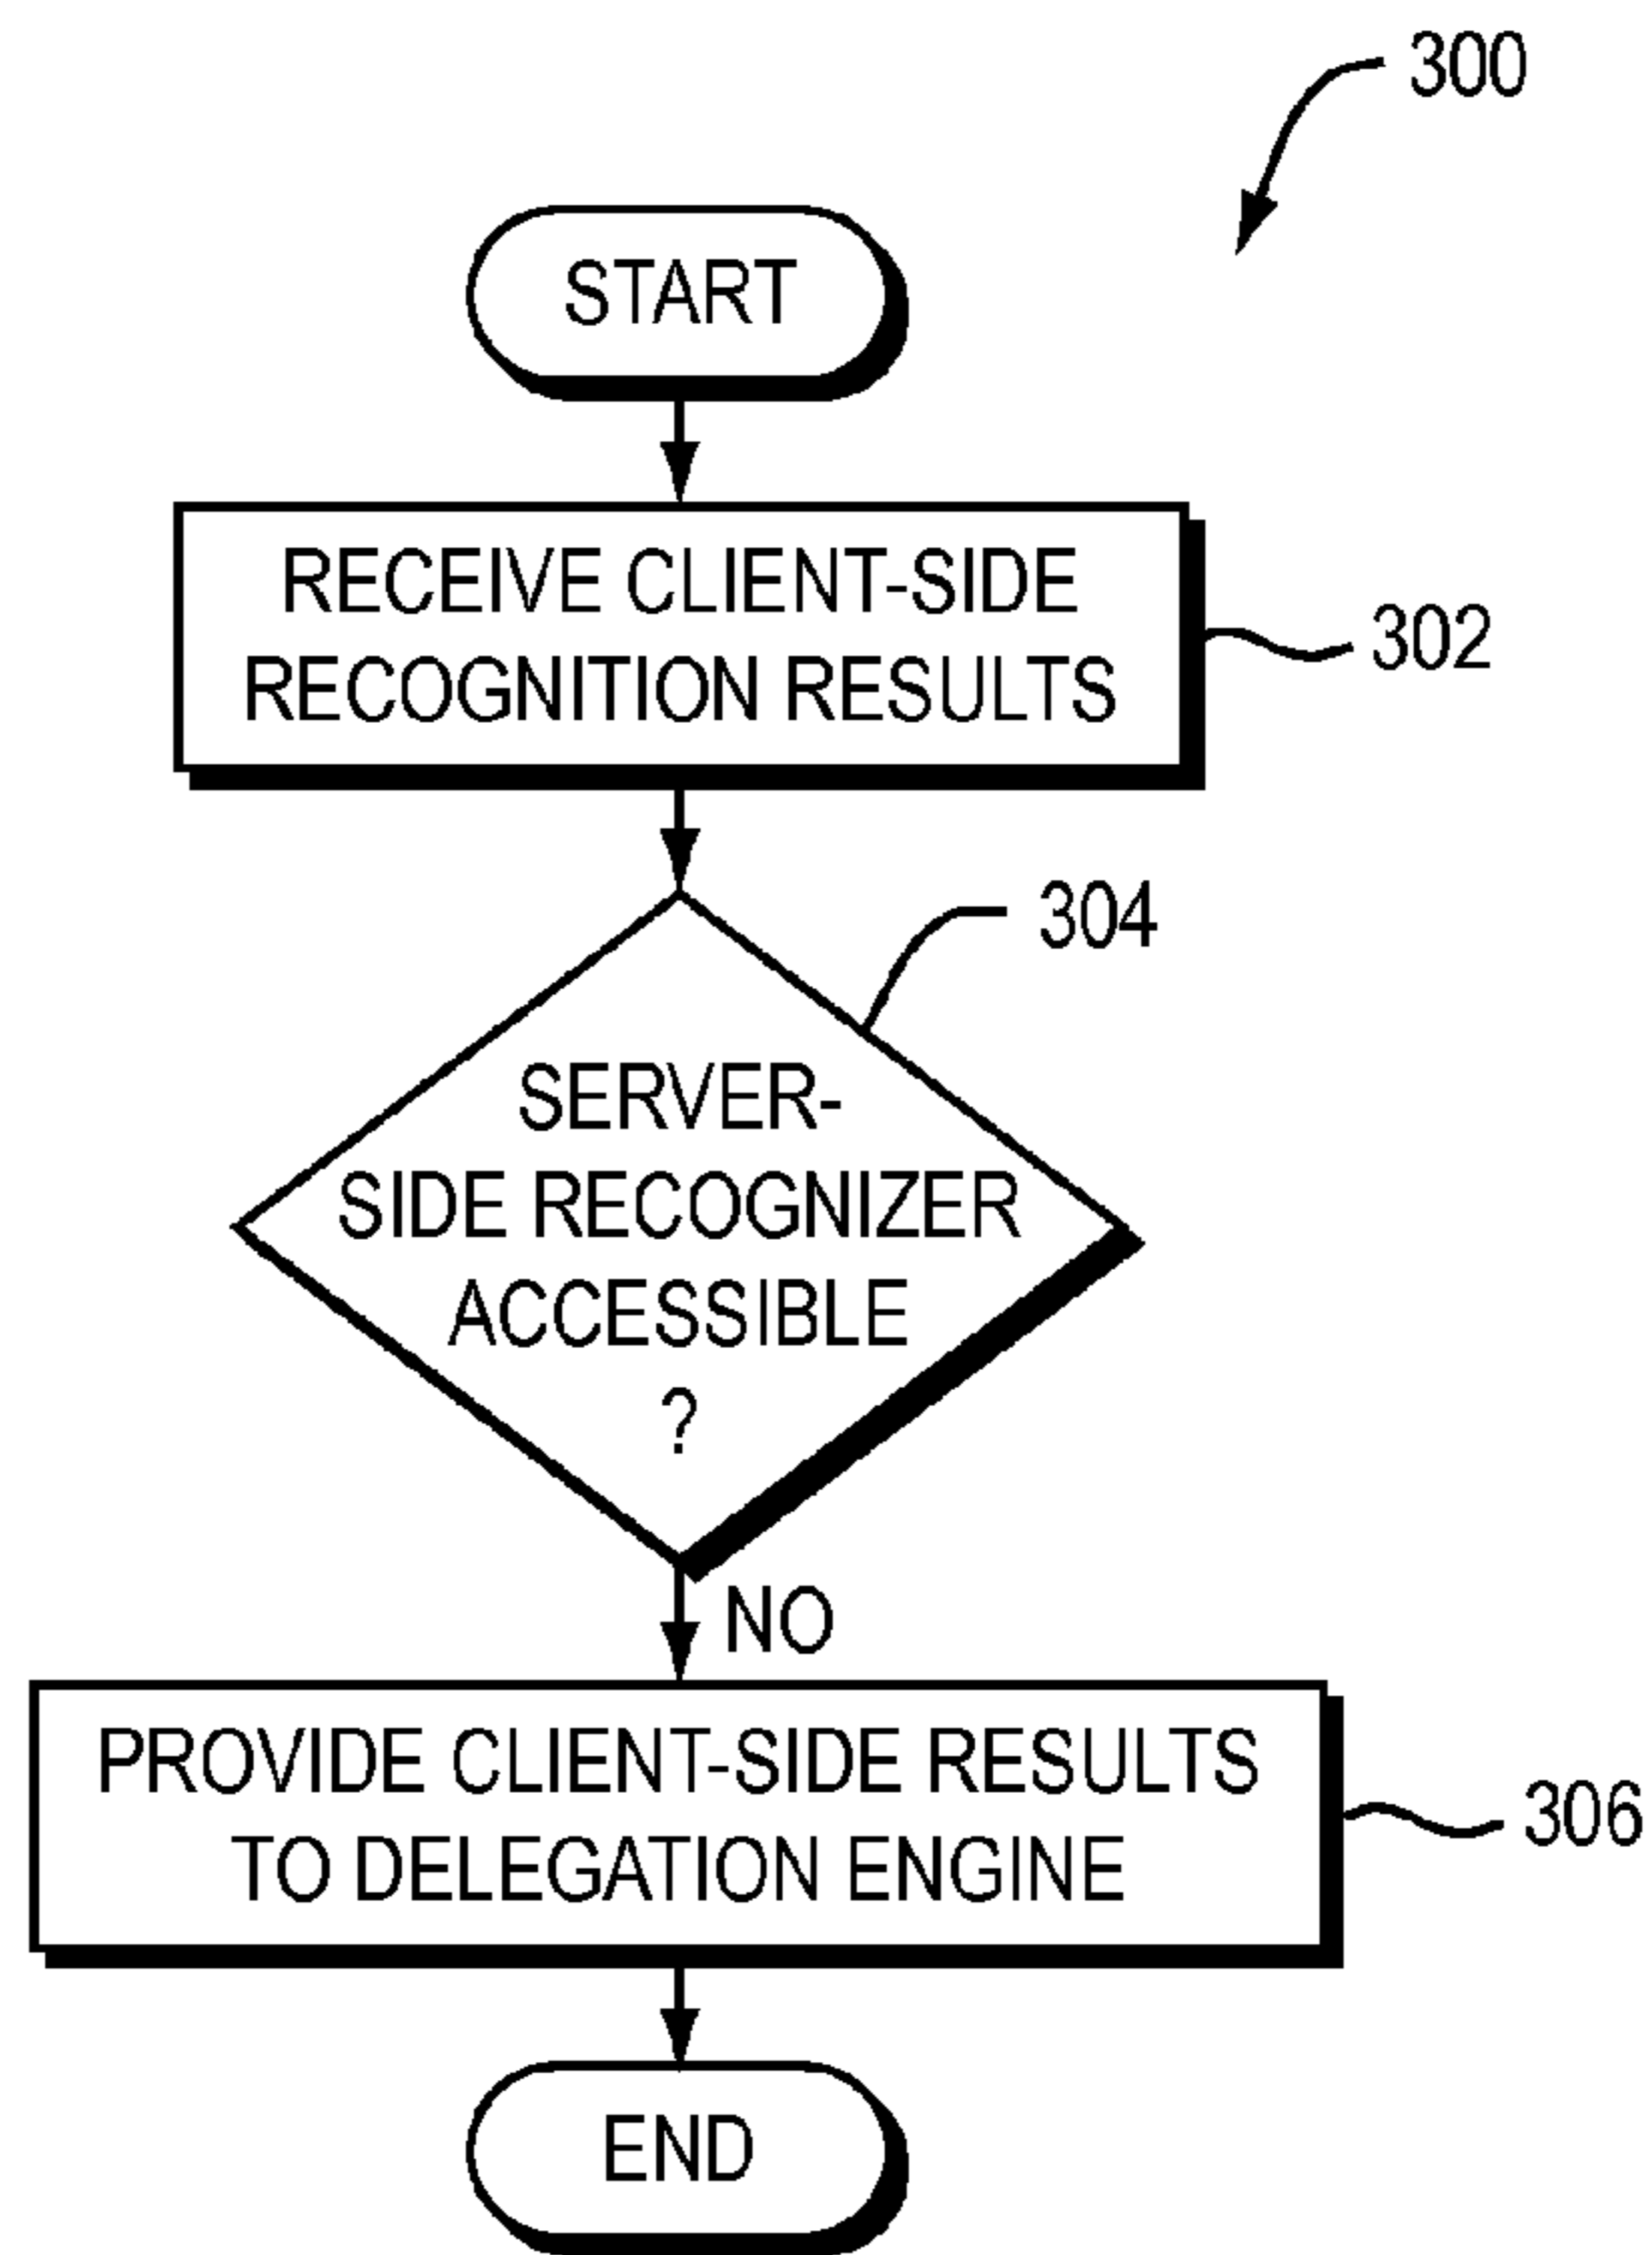 300
START
RECEIVE CLIENT-SIDE
RECOGNITION RESULTS
302
304
SERVER-
SIDE RECOGNIZER
ACCESSIBLE
?
NO
PROVIDE CLIENT-SIDE RESULTS
TO DELEGATION ENGINE
306
END